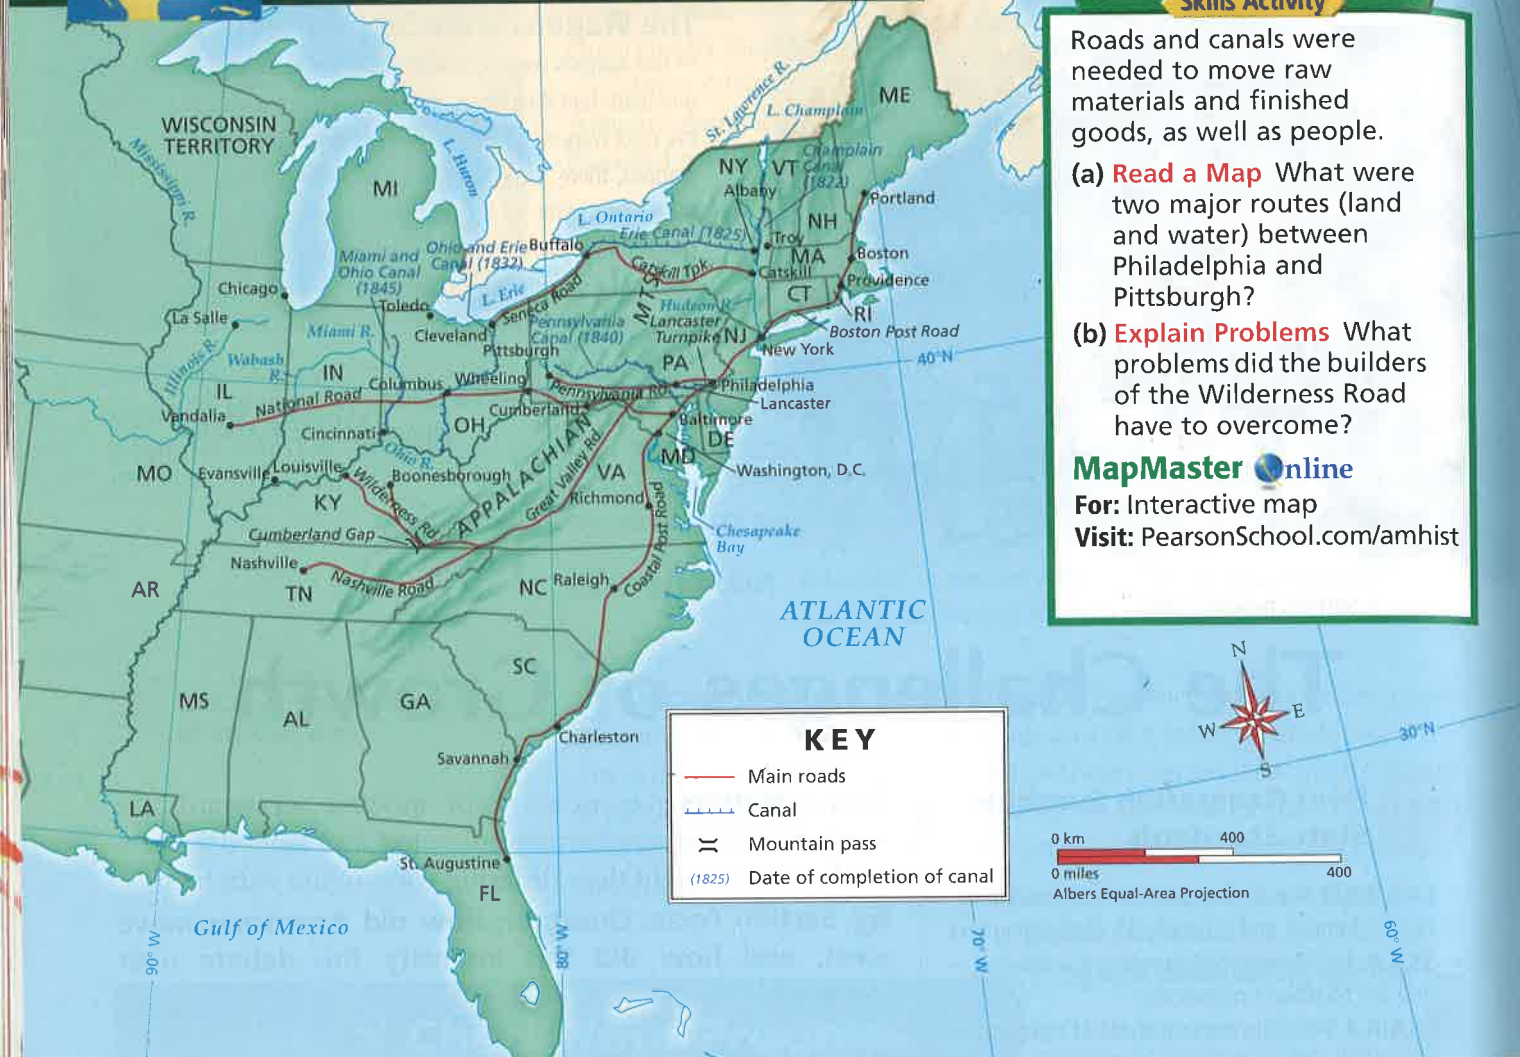 Skills Activity
Roads and canals were
needed to move raw
materials and finished
goods, as well as people.
(a) Read a Map What were
two major routes (land
and water) between
Philadelphia and
Pittsburgh?
(b) Explain Problems What
problems did the builders
of the Wilderness Road
have to overcome?
MapMaster Online
For: Interactive map
Visit: PearsonSchool.com/amhist
WISCONSIN
TERRITORY
Mississippi R.
MI
L. Huron
St. Lawrence R.
L. Champlain
ME
NY
VT
Champlain
Canal
(1822)
Albany
Portland
L. Ontario
NH
Erie Canal (1825)
Troy
Buffalo
Ohio and Erie
Canal (1832)
Miami and
Ohio Canal
(1845)
MA
Boston
Catskill Tpk.
Catskill
Providence
Chicago
L. Erie
Seneca Road
MTS
CT
RI
Toledo
Hudson R.
La Salle
Miami R.
Cleveland
Pennsylvania
Canal (1840)
Lancaster
Turnpike
NJ
Boston Post Road
Pittsburgh
New York
40°N
Illinois R.
Wabash
R.
IN
PA
IL
Columbus
Wheeling
Pennsylvania Rd.
Philadelphia
National Road
Cumberland
Lancaster
Vandalia
OH
Baltimore
Cincinnati
DE
Ohio R.
MD
MO
Evansville
Louisville
Boonesborough
APPALACHIAN
Great Valley Rd.
VA
Washington, D.C.
KY
Wilderness Rd.
Richmond
Cumberland Gap
Chesapeake
Bay
Nashville
Nashville Road
AR
TN
NC
Raleigh
Coastal Post Road
ATLANTIC
OCEAN
SC
MS
AL
GA
Charleston
Savannah
LA
St. Augustine
FL
Gulf of Mexico
90° W
80° W
70° W
60° W
30°N
N
W
E
S
KEY
Main roads
Canal
Mountain pass
(1825) Date of completion of canal
0 km 400
0 miles 400
Albers Equal-Area Projection